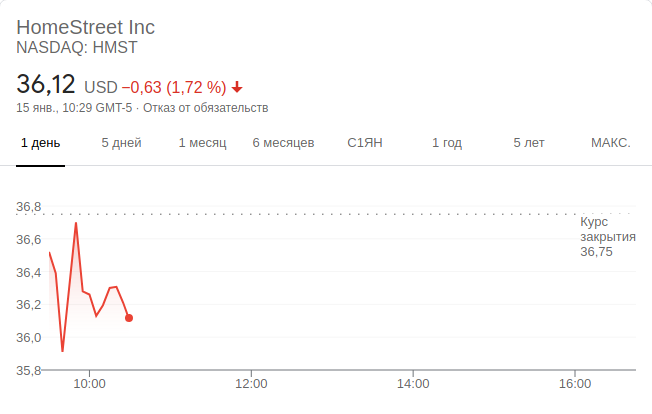 HomeStreet Inc
NASDAQ: HMST
36,12 USD −0,63 (1,72 %)
15 янв., 10:29 GMT-5 · Отказ от обязательств
1 день 5 дней 1 месяц 6 месяцев С1ЯН 1 год 5 лет МАКС.
36,8
Курс
закрытия
36,75
36,6
36,4
36,2
36,0
35,8
10:00 12:00 14:00 16:00